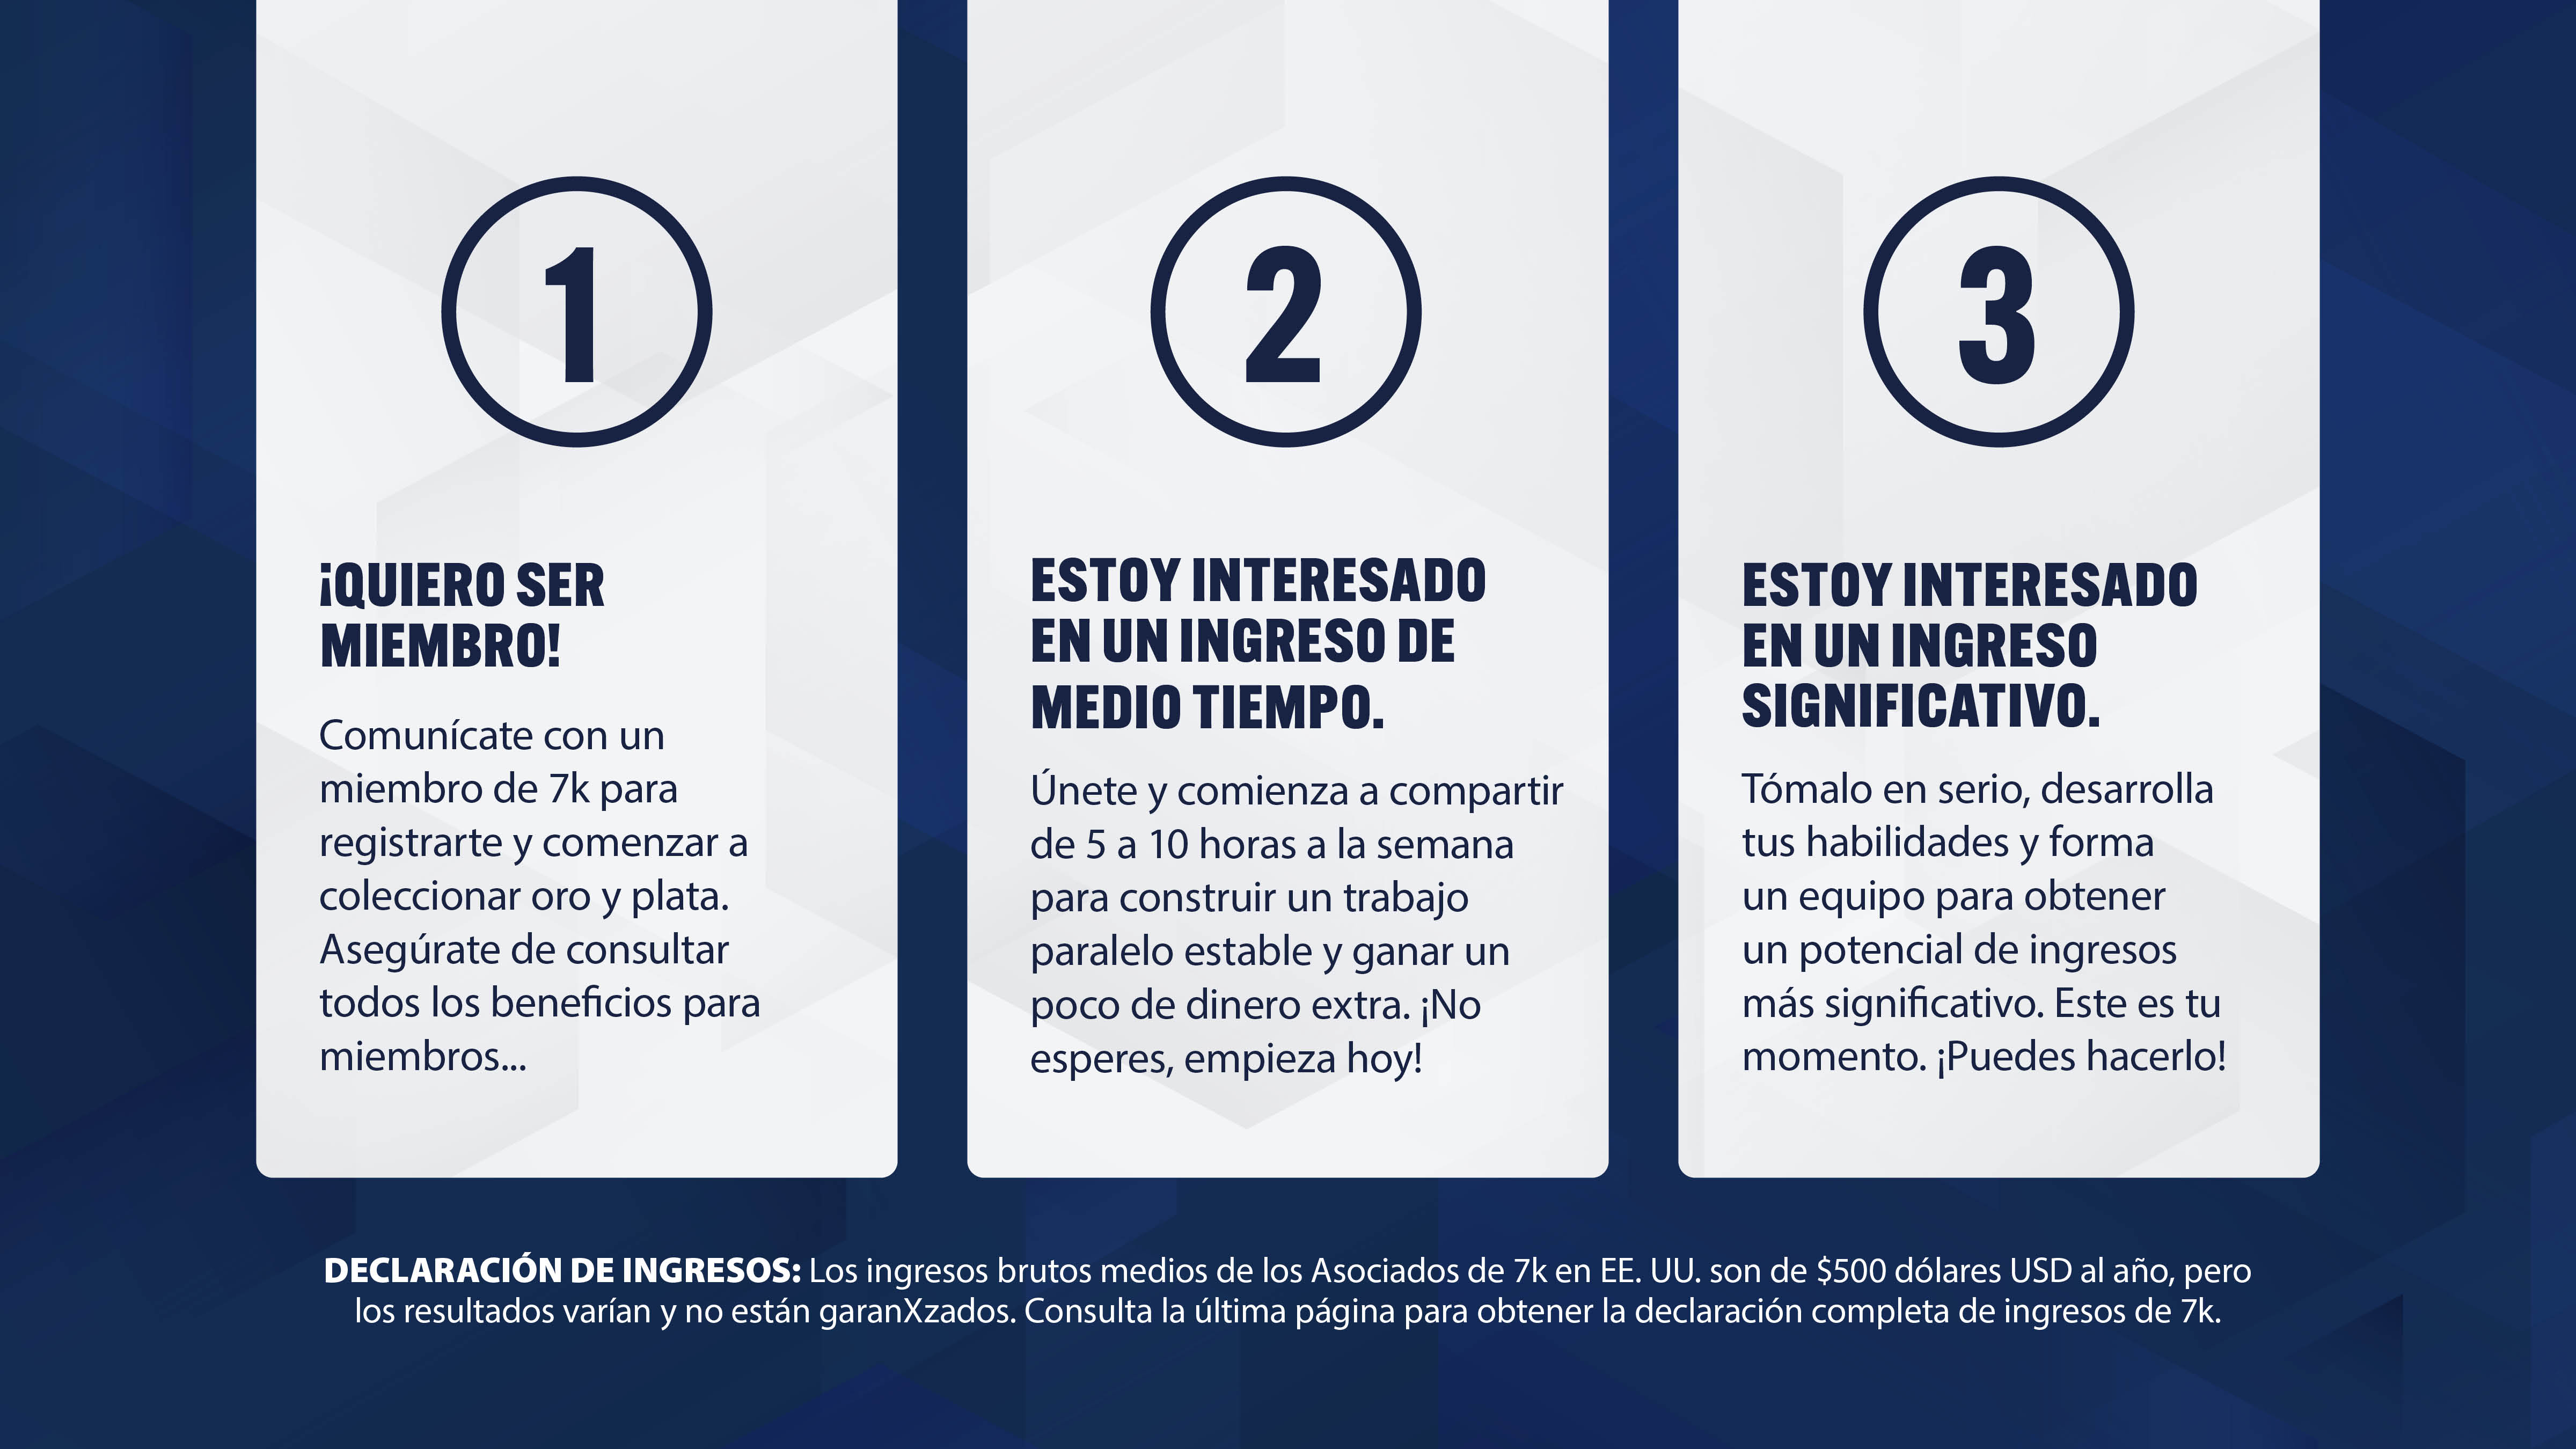 1
¡QUIERO SER
MIEMBRO!
Comunícate con un
miembro de 7k para
registrarte y comenzar a
coleccionar oro y plata.
Asegúrate de consultar
todos los beneficios para
miembros...
2
ESTOY INTERESADO
EN UN INGRESO DE
MEDIO TIEMPO.
Únete y comienza a compartir
de 5 a 10 horas a la semana
para construir un trabajo
paralelo estable y ganar un
poco de dinero extra. ¡No
esperes, empieza hoy!
3
ESTOY INTERESADO
EN UN INGRESO
SIGNIFICATIVO.
Tómalo en serio, desarrolla
tus habilidades y forma
un equipo para obtener
un potencial de ingresos
más significativo. Este es tu
momento. ¡Puedes hacerlo!
DECLARACIÓN DE INGRESOS: Los ingresos brutos medios de los Asociados de 7k en EE. UU. son de $500 dólares USD al año, pero
los resultados varían y no están garanXzados. Consulta la última página para obtener la declaración completa de ingresos de 7k.